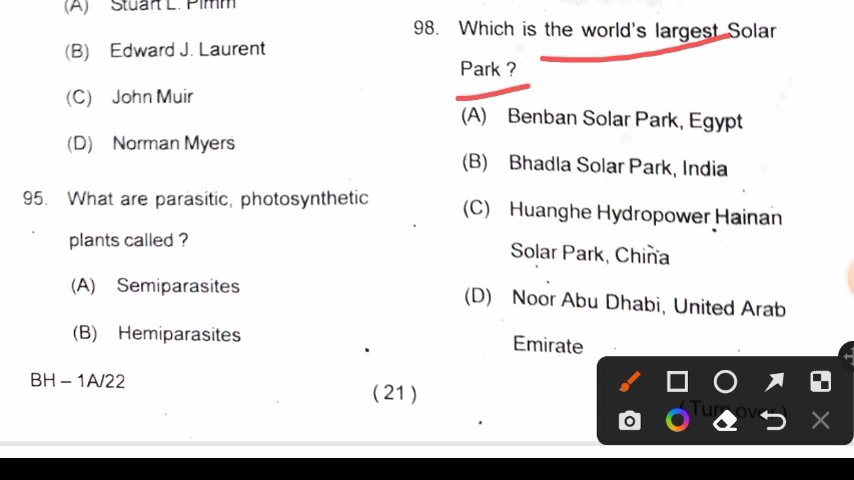 (A) Stuart L. Pimm
(B) Edward J. Laurent
(C) John Muir
(D) Norman Myers
95. What are parasitic, photosynthetic
plants called ?
(A) Semiparasites
(B) Hemiparasites
BH – 1A/22
(21)
98. Which is the world's largest Solar
Park ?
(A) Benban Solar Park, Egypt
(B) Bhadla Solar Park, India
(C) Huanghe Hydropower Hainan
Solar Park, China
(D) Noor Abu Dhabi, United Arab
Emirate
(Turn over)